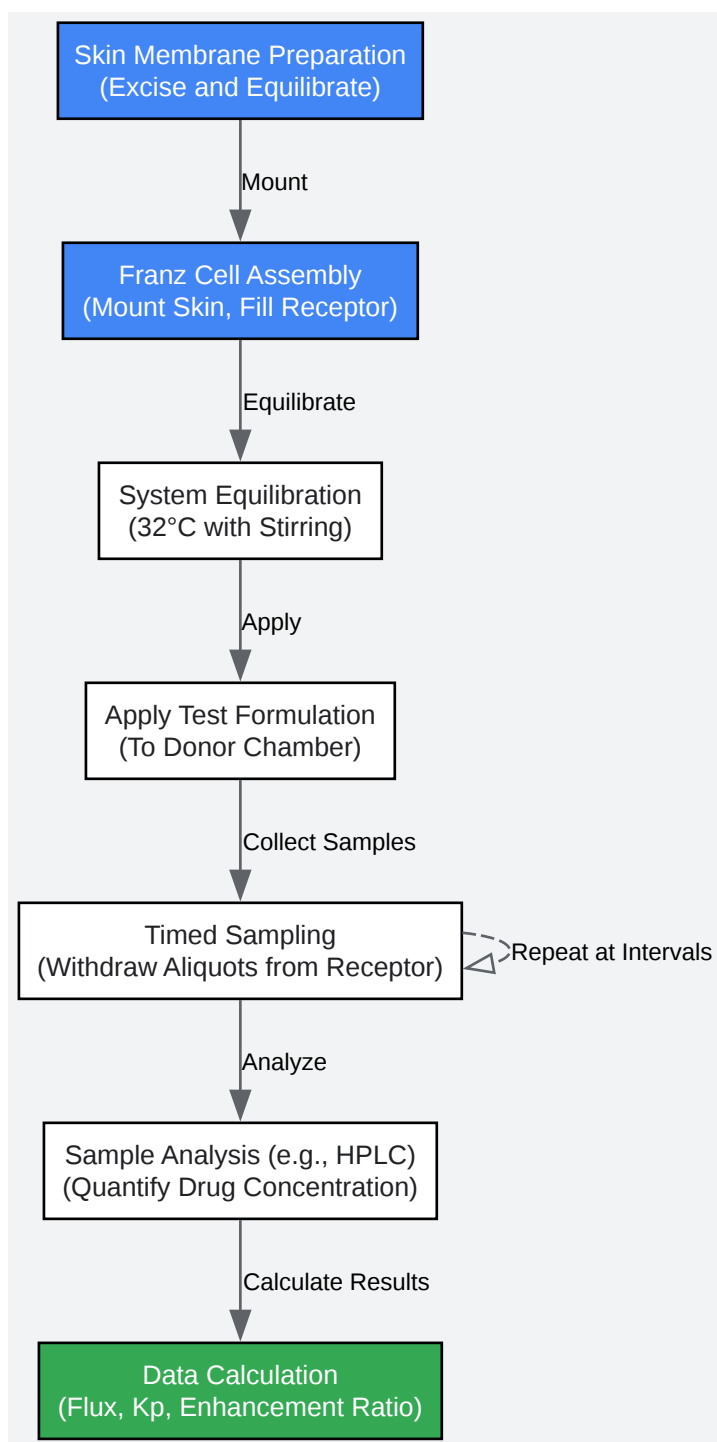 Skin Membrane Preparation
(Excise and Equilibrate)
Mount
Franz Cell Assembly
(Mount Skin, Fill Receptor)
Equilibrate
System Equilibration
(32°C with Stirring)
Apply
Apply Test Formulation
(To Donor Chamber)
Collect Samples
Timed Sampling
(Withdraw Aliquots from Receptor)
Repeat at Intervals
Analyze
Sample Analysis (e.g., HPLC)
(Quantify Drug Concentration)
Calculate Results
Data Calculation
(Flux, Kp, Enhancement Ratio)